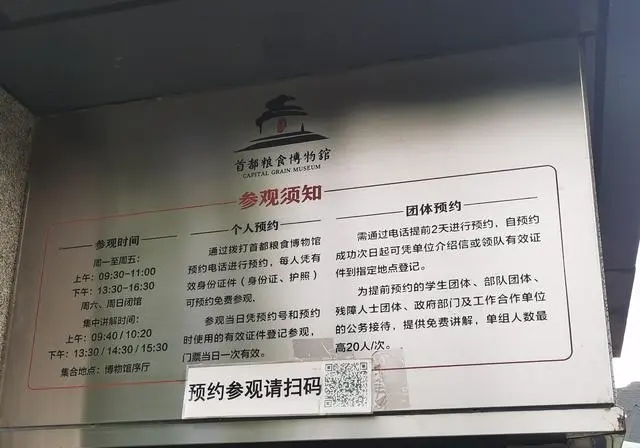 首都粮食博物館
CAPITAL GRAIN MUSEUM
参观须知
参观时间
周一至周五：
上午：09:30-11:00
下午：13:30-16:30
周六、周日闭馆
集中讲解时间：
上午：09:40 / 10:20
下午：13:30 / 14:30 / 15:30
集合地点：博物馆序厅
个人预约
通过拨打首都粮食博物馆
预约电话进行预约，每人凭有
效身份证件（身份证、护照）
可预约免费参观，
参观当日凭预约号和预约
时使用的有效证件登记参观，
门票当日一次有效。
团体预约
需通过电话提前2天进行预约，自预约
成功次日起可凭单位介绍信或领队有效证
件到指定地点登记。
为提前预约的学生团体、部队团体、
残障人士团体、政府部门及工作合作单位
的公务接待，提供免费讲解，单组人数最
高20人/次。
预约参观请扫码